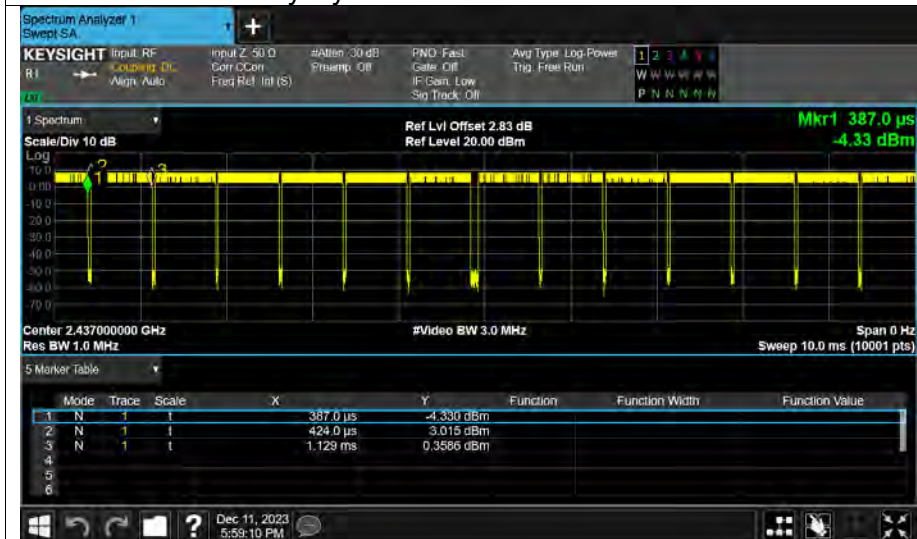 Spectrum Analyzer 1
Swept SA
KEYSIGHT Input: RF Input Z: 50 Ω #Atten: 30 dB PNO: Fast Avg Type: Log-Power 1 2 3 4 5 6
Coupling: DC Corr CCorr Preamp: Off Gate: Off Trig: Free Run W W W W W W
Align: Auto Freq Ref: Int (S) IF Gain: Low P N N N N N
Sig Track: Off
1 Spectrum Mkr1 387.0 µs
Ref Lvl Offset 2.83 dB
Scale/Div 10 dB Ref Level 20.00 dBm -4.33 dBm
Log
10.0
0.00
-10.0
-20.0
-30.0
-40.0
-50.0
-60.0
-70.0
1 2 3
Center 2.437000000 GHz #Video BW 3.0 MHz Span 0 Hz
Res BW 1.0 MHz Sweep 10.0 ms (10001 pts)
5 Marker Table
Mode Trace Scale X Y Function Function Width Function Value
1 N 1 t 387.0 µs -4.330 dBm
2 N 1 t 424.0 µs 3.015 dBm
3 N 1 t 1.129 ms 0.3586 dBm
4
5
6
? Dec 11, 2023
5:59:10 PM